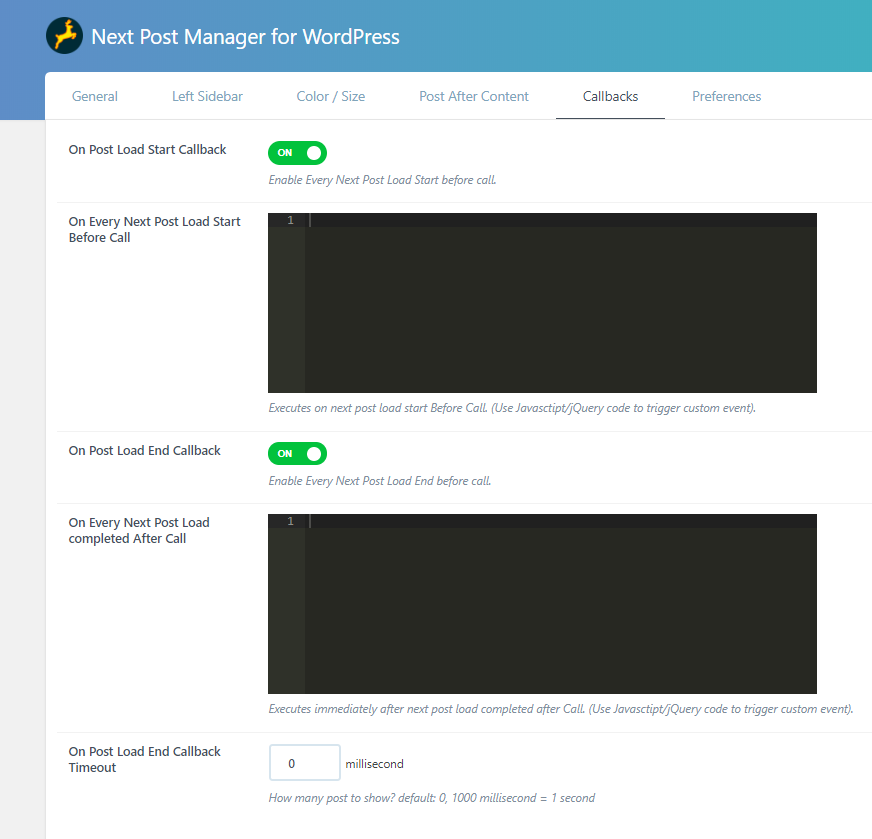 Next Post Manager for WordPress
General Left Sidebar Color / Size Post After Content Callbacks Preferences
On Post Load Start Callback
ON
Enable Every Next Post Load Start before call.
On Every Next Post Load Start
Before Call
1
Executes on next post load start Before Call. (Use Javasctipt/jQuery code to trigger custom event).
On Post Load End Callback
ON
Enable Every Next Post Load End before call.
On Every Next Post Load
completed After Call
1
Executes immediately after next post load completed after Call. (Use Javasctipt/jQuery code to trigger custom event).
On Post Load End Callback
Timeout
0 millisecond
How many post to show? default: 0, 1000 millisecond = 1 second